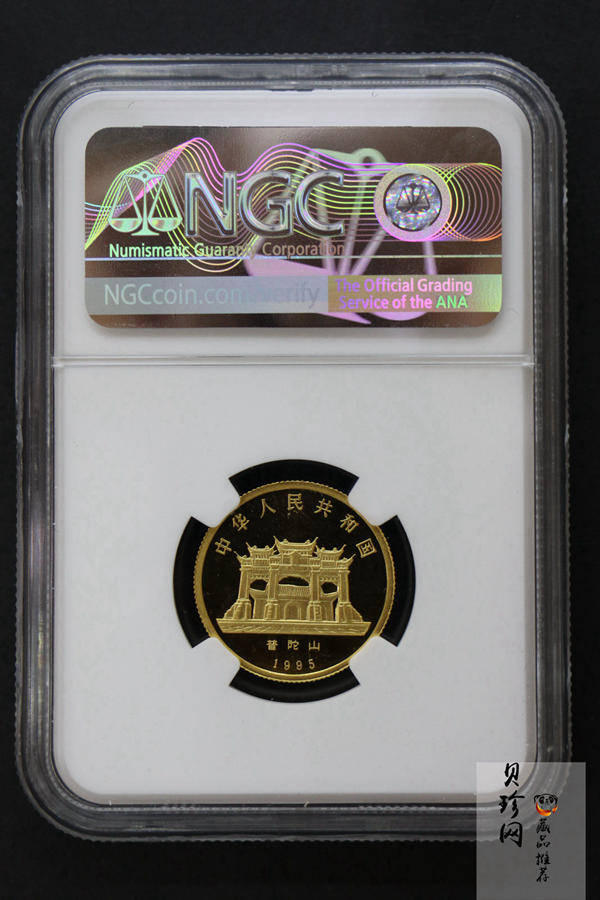 NGC
Numismatic Guaranty Corporation
NGCcoin.com/verify
The Official Grading
Service of the ANA
中华人民共和国
普陀山
1995
贝珍网
藏品推荐